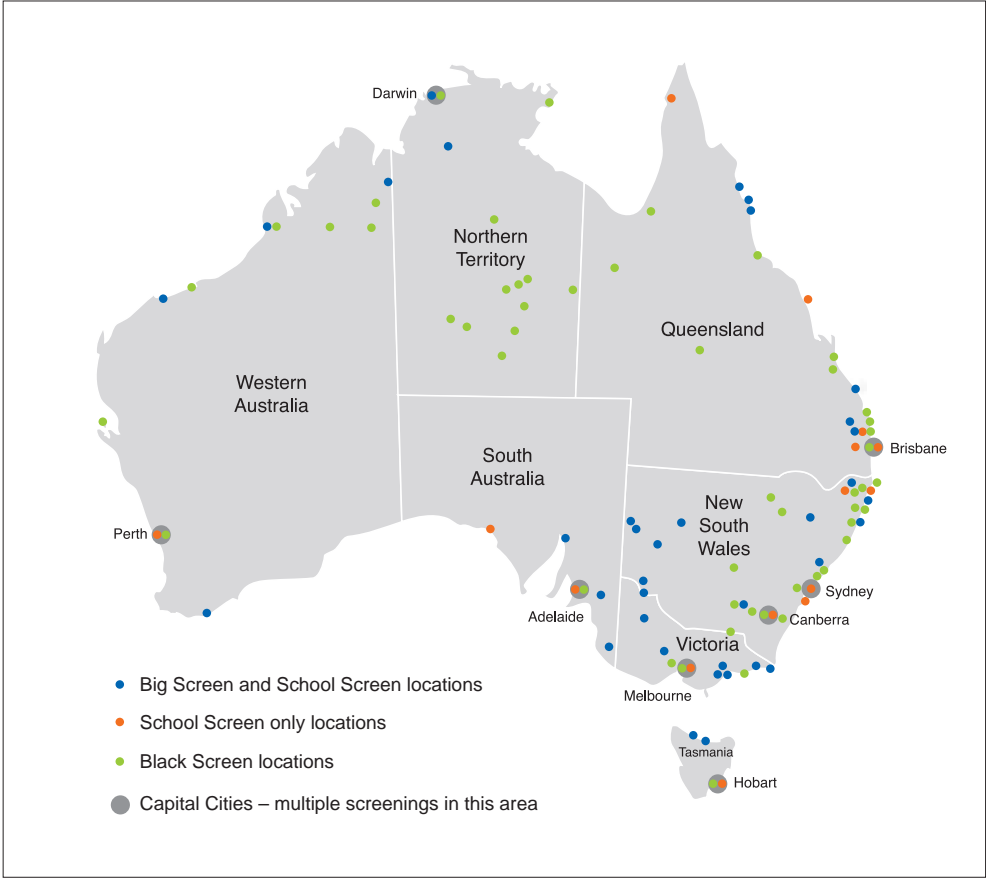 Darwin
Northern
Territory
Queensland
Western
Australia
South
Australia
Brisbane
New
South
Wales
Perth
Adelaide
Sydney
Canberra
Victoria
Melbourne
Big Screen and School Screen locations
School Screen only locations
Black Screen locations
Capital Cities – multiple screenings in this area
Tasmania
Hobart